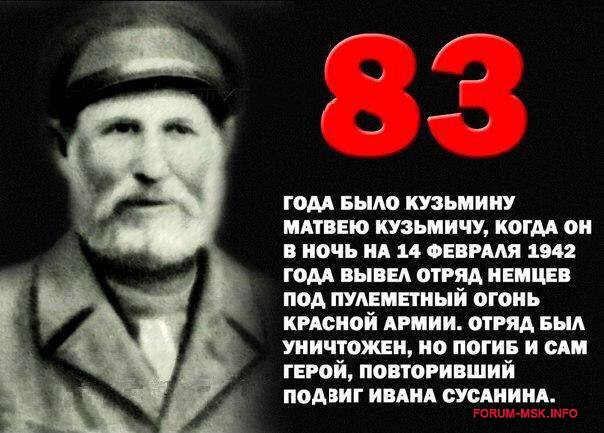 83
ГОДА БЫЛО КУЗЬМИНУ
МАТВЕЮ КУЗЬМИЧУ, КОГДА ОН
В НОЧЬ НА 14 ФЕВРАЛЯ 1942
ГОДА ВЫВЕЛ ОТРЯД НЕМЦЕВ
ПОД ПУЛЕМЕТНЫЙ ОГОНЬ
КРАСНОЙ АРМИИ. ОТРЯД БЫЛ
УНИЧТОЖЕН, НО ПОГИБ И САМ
ГЕРОЙ, ПОВТОРИВШИЙ
ПОДВИГ ИВАНА СУСАНИНА.
FORUM-MSK.INFO